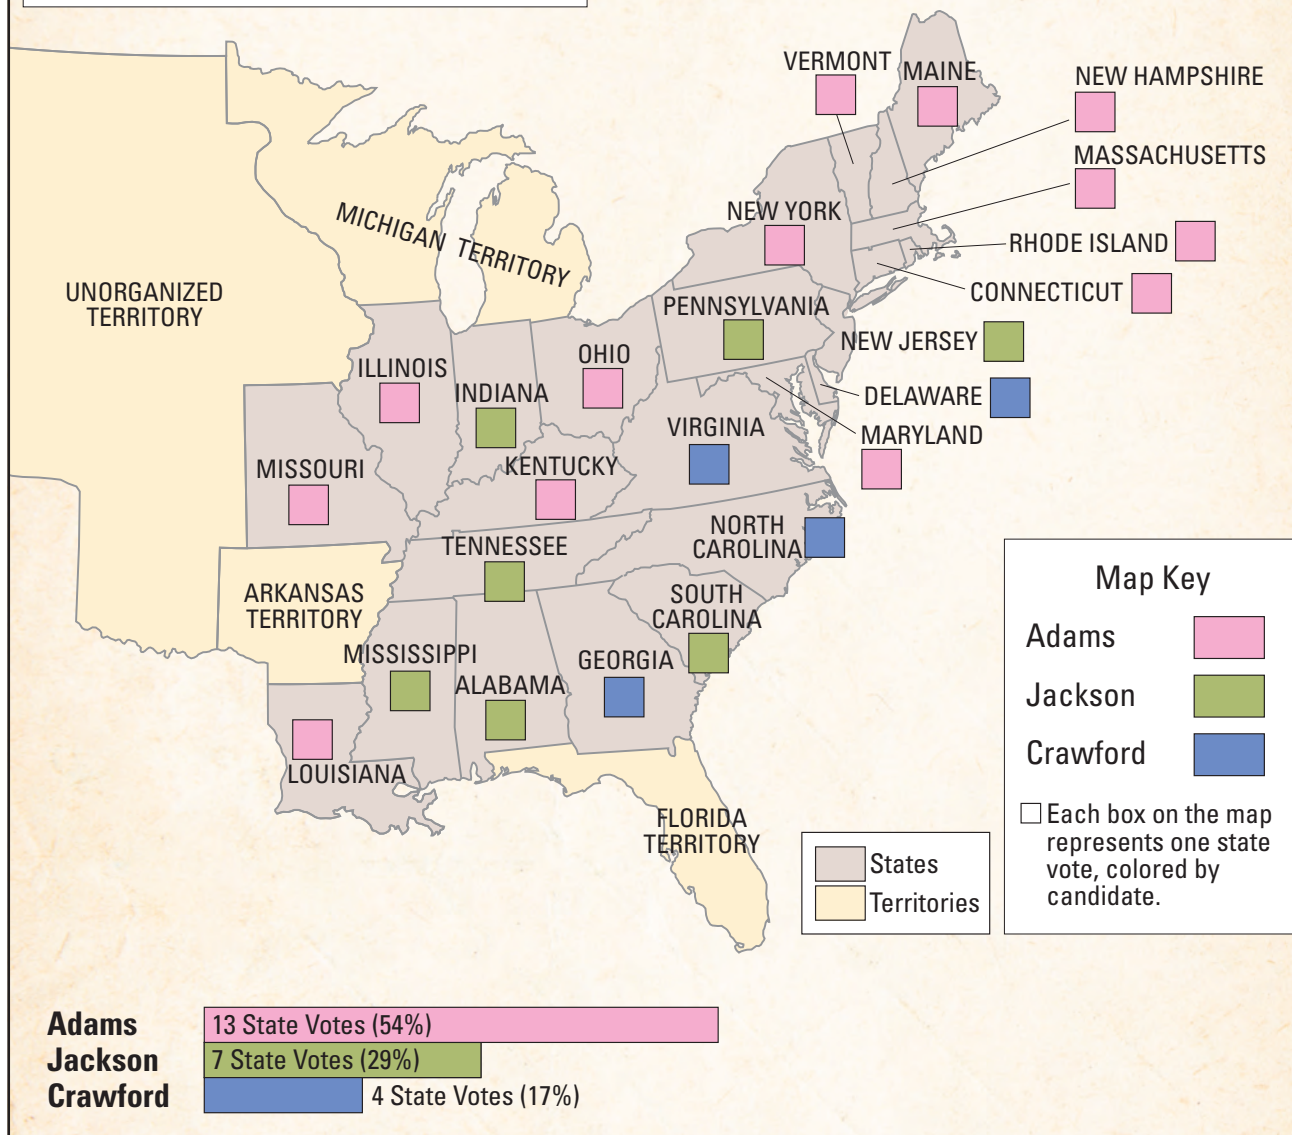 VERMONT
MAINE
NEW HAMPSHIRE
MASSACHUSETTS
NEW YORK
RHODE ISLAND
CONNECTICUT
MICHIGAN TERRITORY
UNORGANIZED
TERRITORY
PENNSYLVANIA
NEW JERSEY
ILLINOIS
INDIANA
OHIO
DELAWARE
MARYLAND
VIRGINIA
MISSOURI
KENTUCKY
NORTH
CAROLINA
TENNESSEE
ARKANSAS
TERRITORY
SOUTH
CAROLINA
MISSISSIPPI
ALABAMA
GEORGIA
LOUISIANA
FLORIDA
TERRITORY
Map Key
Adams
Jackson
Crawford
Each box on the map
represents one state
vote, colored by
candidate.
States
Territories
Adams 13 State Votes (54%)
Jackson 7 State Votes (29%)
Crawford 4 State Votes (17%)